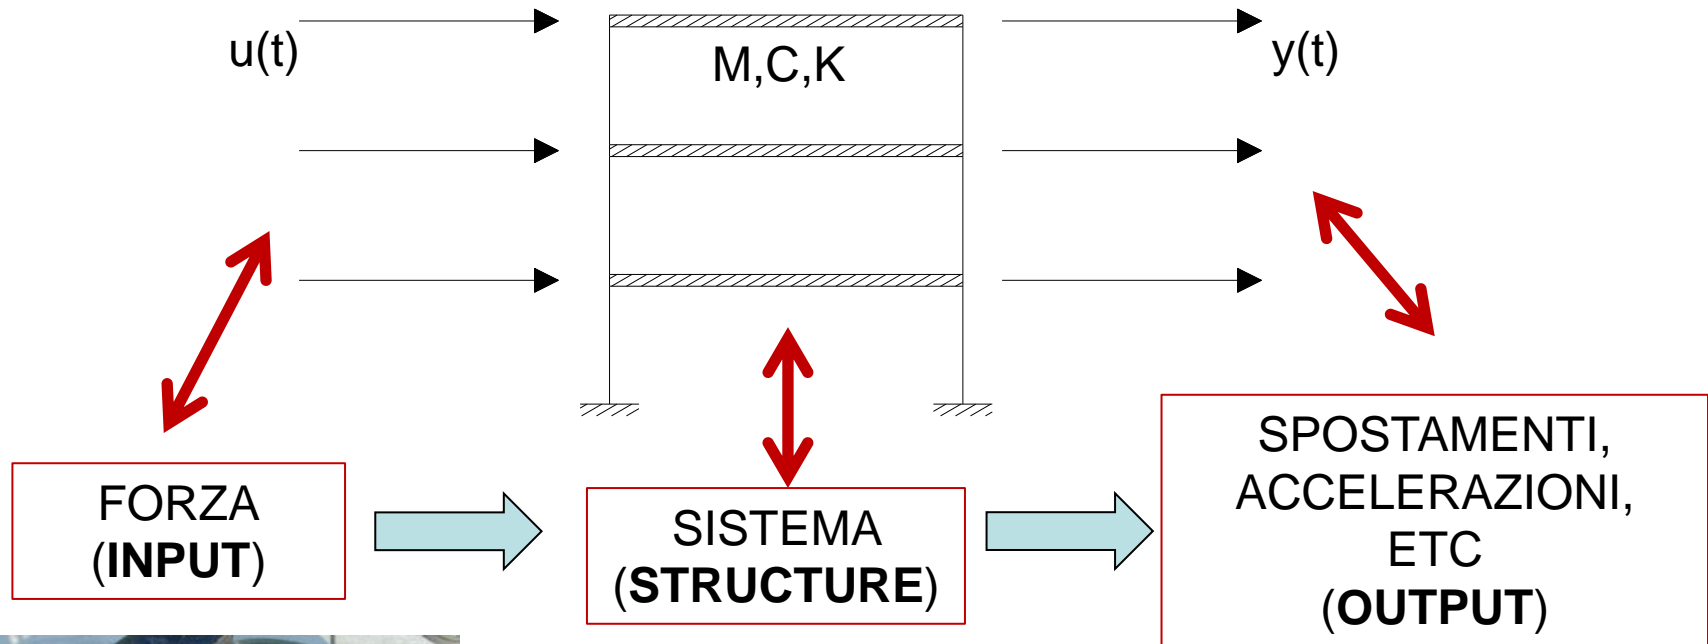 u(t)
M,C,K
y(t)
FORZA
(INPUT)
SISTEMA
(STRUCTURE)
SPOSTAMENTI,
ACCELERAZIONI,
ETC
(OUTPUT)